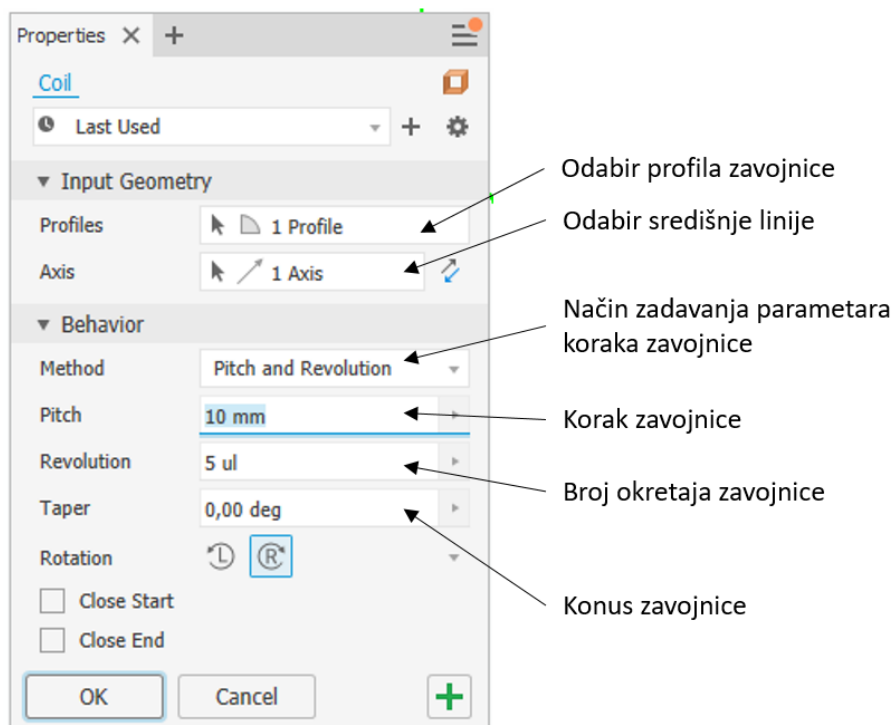 Properties
Coil
Last Used
Input Geometry
Odabir profila zavojnice
Profiles 1 Profile
Odabir središnje linije
Axis 1 Axis
Behavior
Način zadavanja parametara
koraka zavojnice
Method Pitch and Revolution
Pitch 10 mm
Korak zavojnice
Revolution 5 ul
Broj okretaja zavojnice
Taper 0,00 deg
Rotation L R
Close Start
Konus zavojnice
Close End
OK Cancel